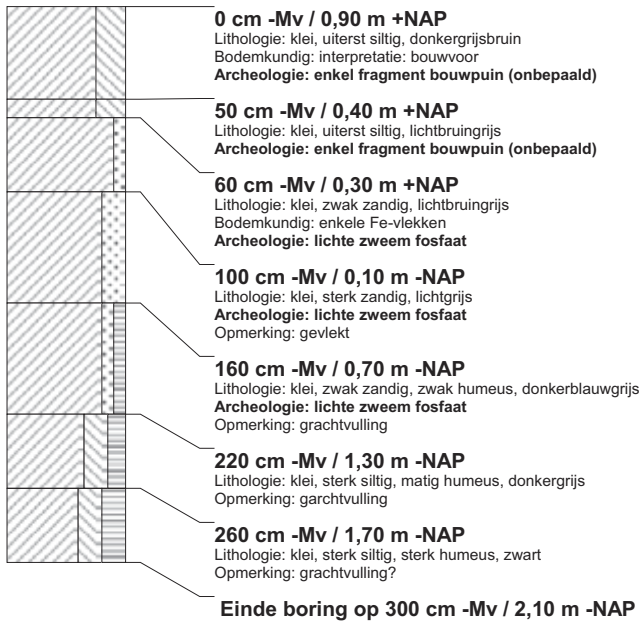 0 cm -Mv / 0,90 m +NAP
Lithologie: klei, uiterst siltig, donkergrijsbruin
Bodemkundig: interpretatie: bouwvoor
Archeologie: enkel fragment bouwpuin (onbepaald)
50 cm -Mv / 0,40 m +NAP
Lithologie: klei, uiterst siltig, lichtbruingrijs
Archeologie: enkel fragment bouwpuin (onbepaald)
60 cm -Mv / 0,30 m +NAP
Lithologie: klei, zwak zandig, lichtbruingrijs
Bodemkundig: enkele Fe-vlekken
Archeologie: lichte zweem fosfaat
100 cm -Mv / 0,10 m -NAP
Lithologie: klei, sterk zandig, lichtgrijs
Archeologie: lichte zweem fosfaat
Opmerking: gevlekt
160 cm -Mv / 0,70 m -NAP
Lithologie: klei, zwak zandig, zwak humeus, donkerblauwgrijs
Archeologie: lichte zweem fosfaat
Opmerking: grachtvulling
220 cm -Mv / 1,30 m -NAP
Lithologie: klei, sterk siltig, matig humeus, donkergrijs
Opmerking: garchtvulling
260 cm -Mv / 1,70 m -NAP
Lithologie: klei, sterk siltig, sterk humeus, zwart
Opmerking: grachtvulling?
Einde boring op 300 cm -Mv / 2,10 m -NAP